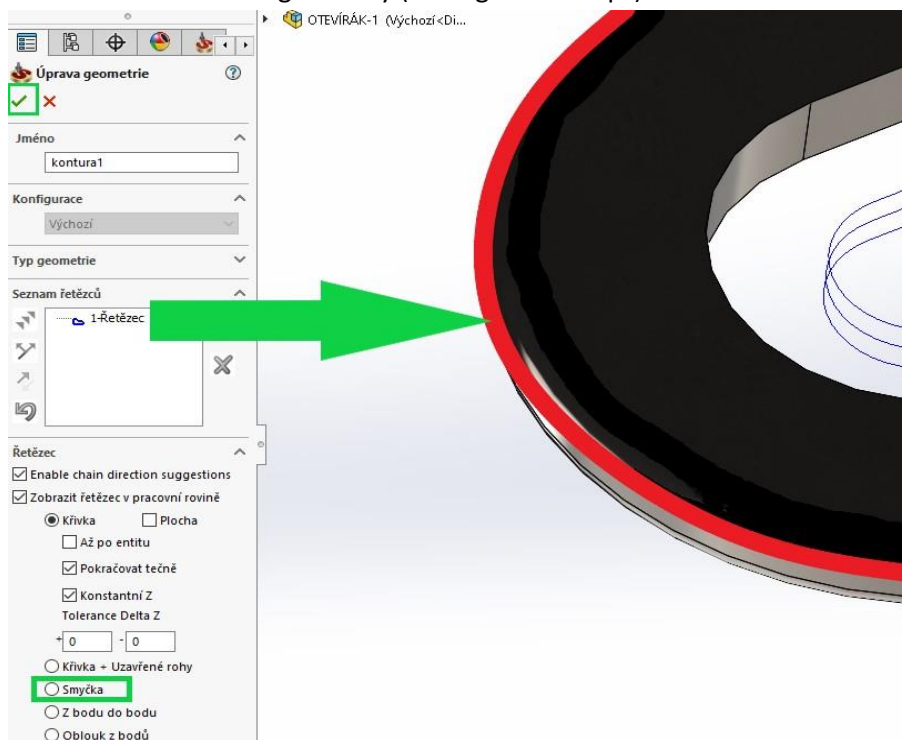 OTEVÍRÁK-1 (Výchozí<Di...
Úprava geometrie
Jméno
kontura1
Konfigurace
Výchozí
Typ geometrie
Seznam řetězců
1-Řetězec
Řetězec
Enable chain direction suggestions
Zobrazit řetězec v pracovní rovině
Křivka Plocha
Až po entitu
Pokračovat tečně
Konstantní Z
Tolerance Delta Z
+ 0 - 0
Křivka + Uzavřené rohy
Smyčka
Z bodu do bodu
Oblouk z bodů